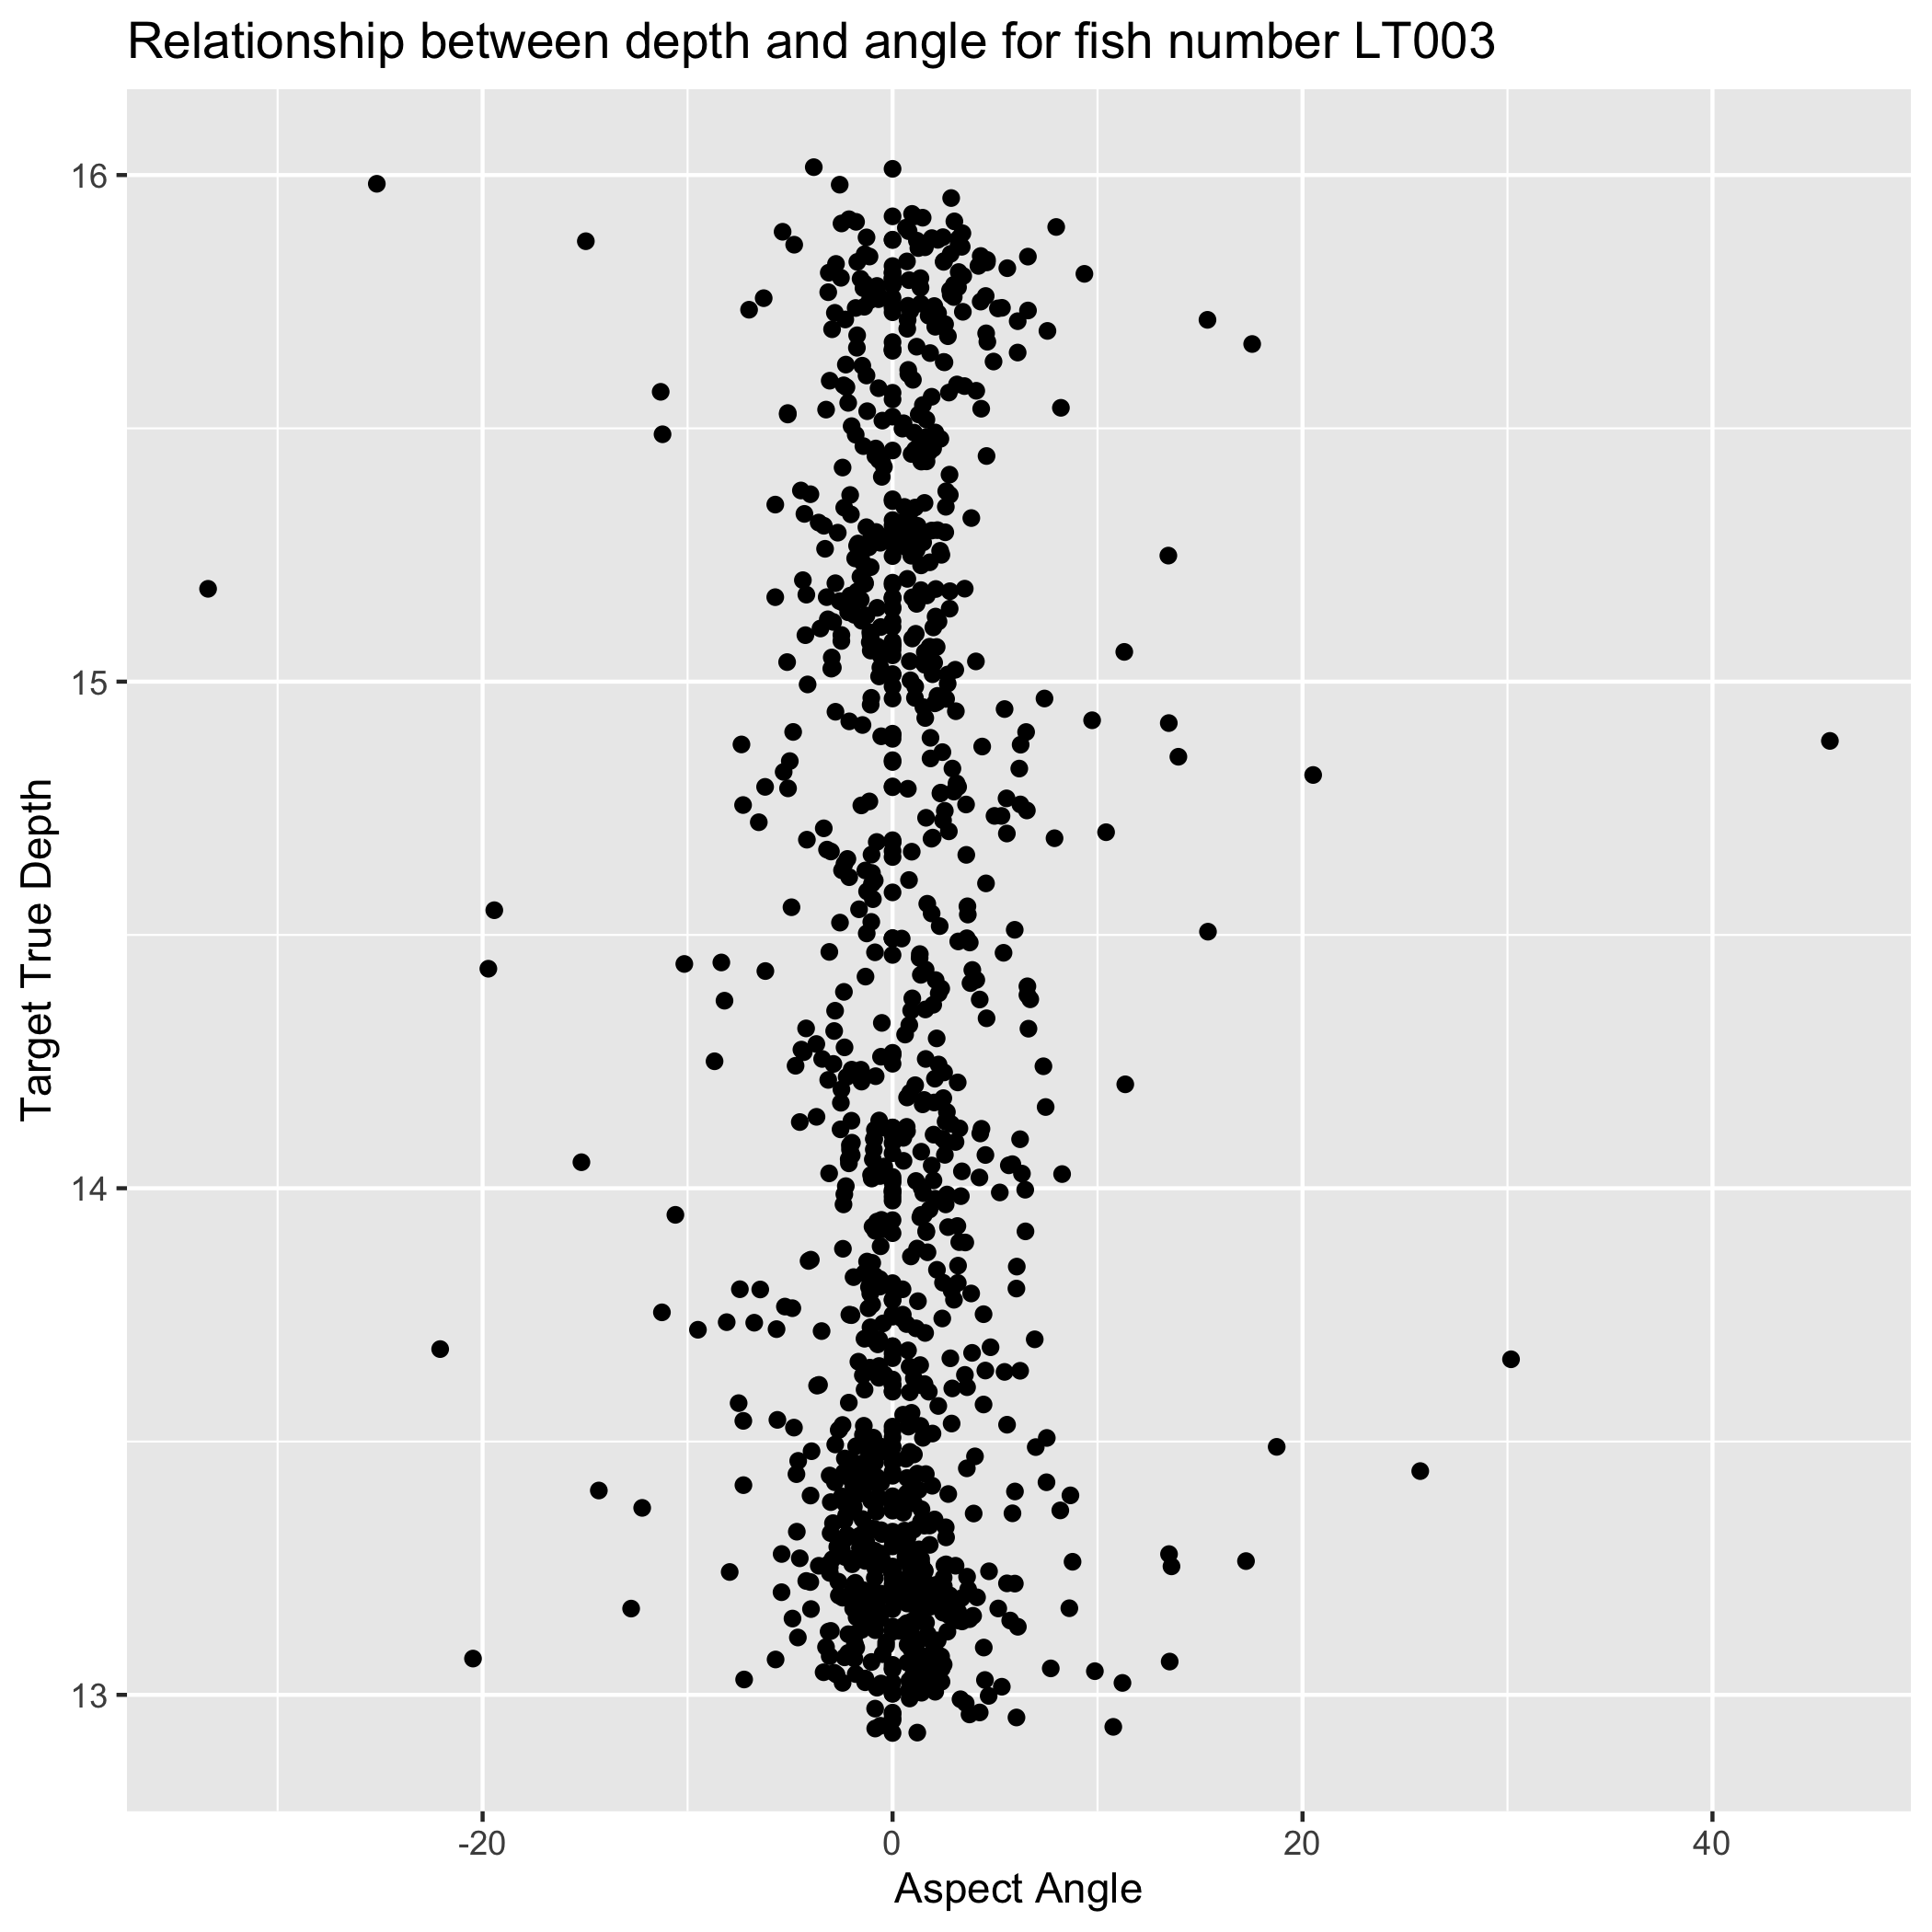 Relationship between depth and angle for fish number LT003
16
15
14
13
Target True Depth
-20
0
20
40
Aspect Angle